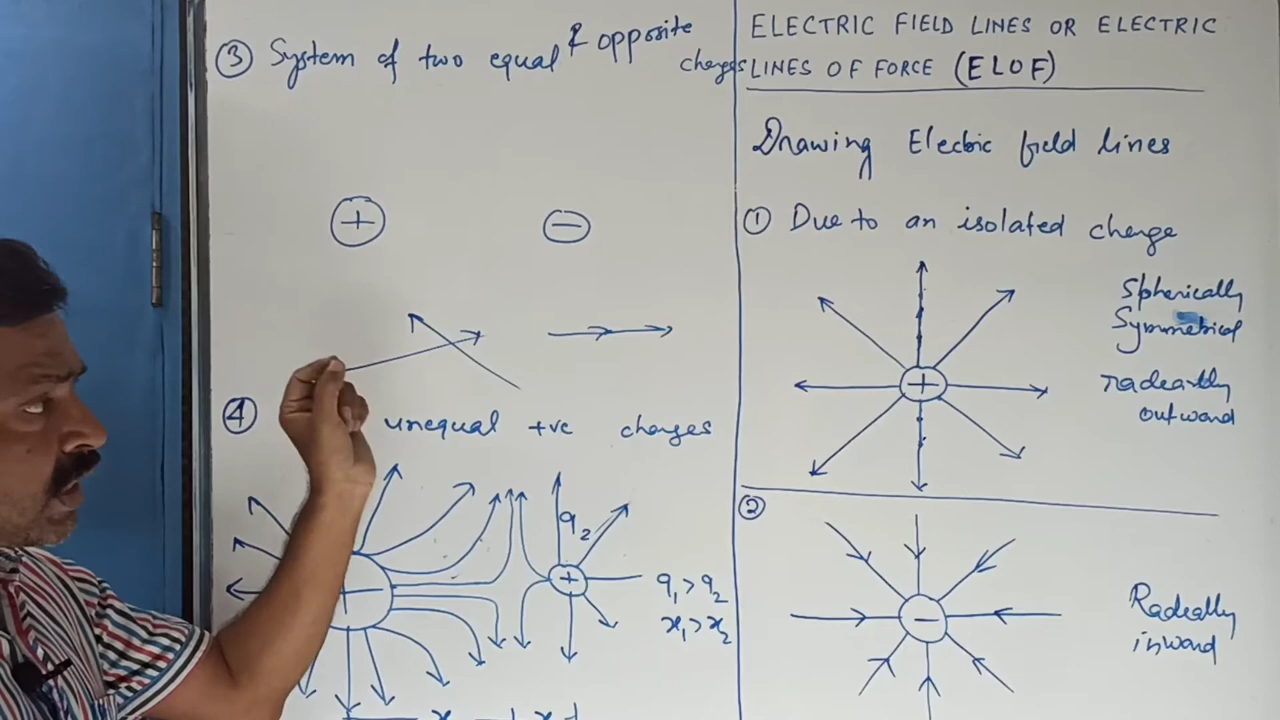 ③ System of two equal & opposite
charges
+ −
④ unequal +ve charges
q₂
+
q₁>q₂
x₁>x₂
ELECTRIC FIELD LINES OR ELECTRIC
LINES OF FORCE (ELOF)
Drawing Electric field lines
① Due to an isolated charge
Spherically
Symmetrical
+
radeally
outward
②
−
Radeally
inward